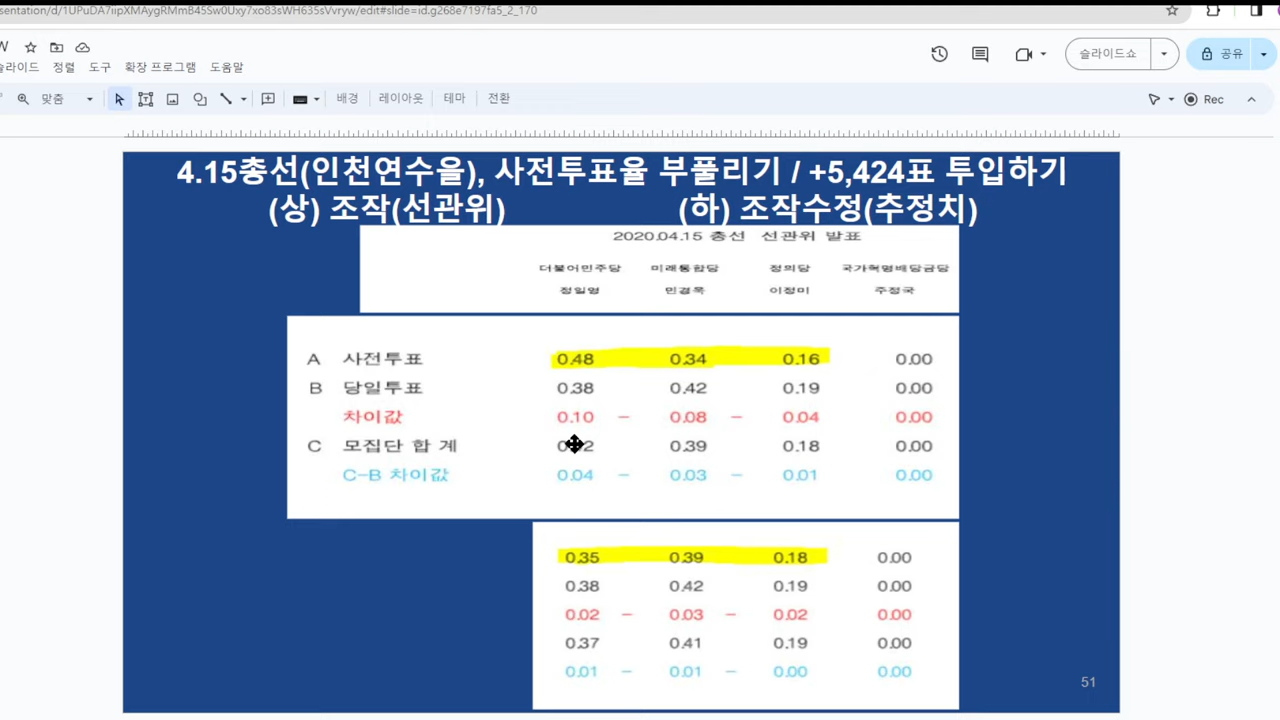 sentation/d/1UPuDA7iipXMAygRMmB45Sw0Uxy7xo83sWH635sVvryw/edit#slide=id.g268e7197fa5_2_170
슬라이드 정렬 도구 확장 프로그램 도움말
슬라이드쇼 공유
맞춤 배경 레이아웃 테마 전환 Rec
4.15총선(인천연수을), 사전투표율 부풀리기 / +5,424표 투입하기
(상) 조작(선관위) (하) 조작수정(추정치)
2020.04.15 총선 선관위 발표
더불어민주당 미래통합당 정의당 국가혁명배당금당
정일영 민경욱 이정미 주정국
A 사전투표 0.48 0.34 0.16 0.00
B 당일투표 0.38 0.42 0.19 0.00
차이값 0.10 - 0.08 - 0.04 0.00
C 모집단 합 계 0.39 0.18 0.00
C-B 차이값 0.04 - 0.03 - 0.01 0.00
0.35 0.39 0.18 0.00
0.38 0.42 0.19 0.00
0.02 - 0.03 - 0.02 0.00
0.37 0.41 0.19 0.00
0.01 - 0.01 - 0.00 0.00
51